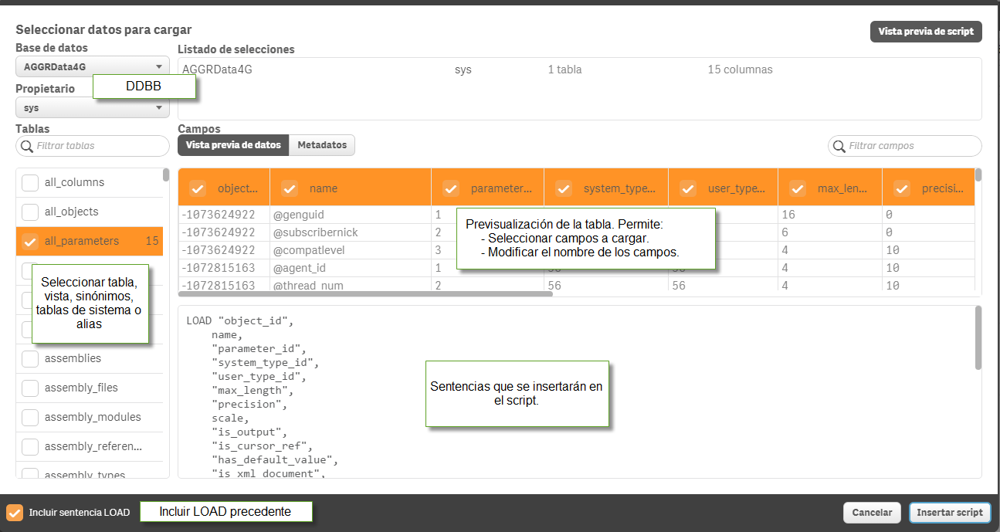 Seleccionar datos para cargar
Vista previa de script
Base de datos
AGGRData4G
DDBB
Propietario
sys
Listado de selecciones
AGGRData4G sys 1 tabla 15 columnas
Tablas
Filtrar tablas
all_columns
all_objects
all_parameters 15
Seleccionar tabla,
vista, sinónimos,
tablas de sistema o
alias
assemblies
assembly_files
assembly_modules
assembly_referen...
assembly_types
Campos
Vista previa de datos Metadatos
Filtrar campos
object... name parameter... system_type... user_type... max_len... precisi...
-1073624922 @genguid 1 16 0
-1073624922 @subscribernick 2 6 0
-1073624922 @compatlevel 3 4 10
-1072815163 @agent_id 1 56 56 4 10
-1072815163 @thread_num 2 56 56 4 10
Previsualización de la tabla. Permite:
- Seleccionar campos a cargar.
- Modificar el nombre de los campos.
LOAD "object_id",
name,
"parameter_id",
"system_type_id",
"user_type_id",
"max_length",
"precision",
scale,
"is_output",
"is_cursor_ref",
"has_default_value",
"is_xml_document",
Sentencias que se insertarán en
el script.
Incluir sentencia LOAD
Incluir LOAD precedente
Cancelar
Insertar script